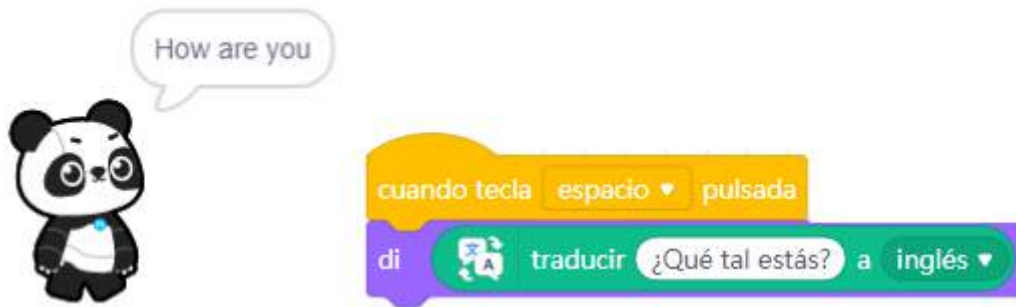 How are you
cuando tecla espacio pulsada
di traducir ¿Qué tal estás? a inglés